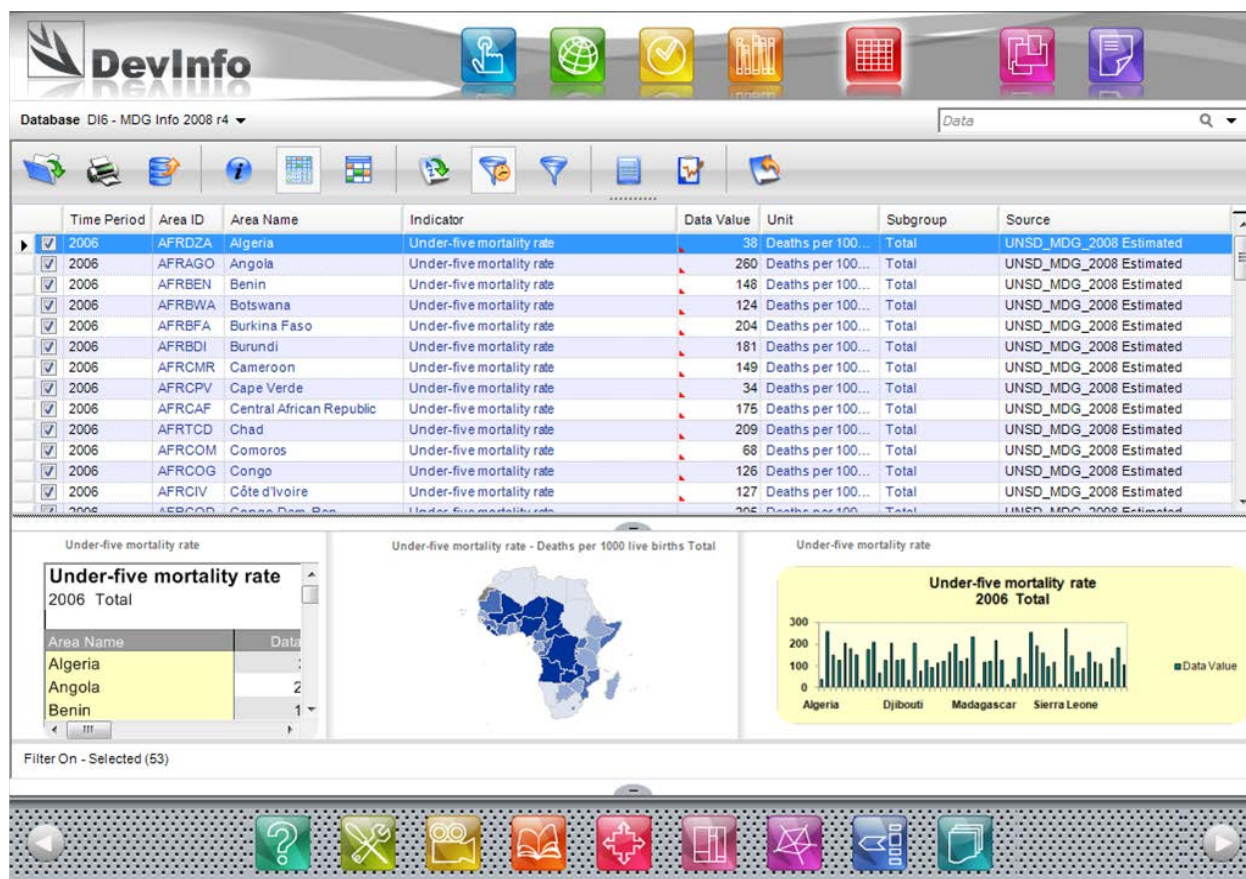 DevInfo
Database DI6 - MDG Info 2008 r4
Data
Time Period Area ID Area Name Indicator Data Value Unit Subgroup Source
2006 AFRDZA Algeria Under-five mortality rate 38 Deaths per 100... Total UNSD_MDG_2008 Estimated
2006 AFRAGO Angola Under-five mortality rate 260 Deaths per 100... Total UNSD_MDG_2008 Estimated
2006 AFRBEN Benin Under-five mortality rate 148 Deaths per 100... Total UNSD_MDG_2008 Estimated
2006 AFRBWA Botswana Under-five mortality rate 124 Deaths per 100... Total UNSD_MDG_2008 Estimated
2006 AFRBFA Burkina Faso Under-five mortality rate 204 Deaths per 100... Total UNSD_MDG_2008 Estimated
2006 AFRBDI Burundi Under-five mortality rate 181 Deaths per 100... Total UNSD_MDG_2008 Estimated
2006 AFRCMR Cameroon Under-five mortality rate 149 Deaths per 100... Total UNSD_MDG_2008 Estimated
2006 AFRCPV Cape Verde Under-five mortality rate 34 Deaths per 100... Total UNSD_MDG_2008 Estimated
2006 AFRCAF Central African Republic Under-five mortality rate 175 Deaths per 100... Total UNSD_MDG_2008 Estimated
2006 AFRTCD Chad Under-five mortality rate 209 Deaths per 100... Total UNSD_MDG_2008 Estimated
2006 AFRCOM Comoros Under-five mortality rate 68 Deaths per 100... Total UNSD_MDG_2008 Estimated
2006 AFRCOG Congo Under-five mortality rate 126 Deaths per 100... Total UNSD_MDG_2008 Estimated
2006 AFRCIV Côte d'Ivoire Under-five mortality rate 127 Deaths per 100... Total UNSD_MDG_2008 Estimated
Under-five mortality rate
Under-five mortality rate
2006 Total
Area Name Data
Algeria
Angola 2
Benin 1
Under-five mortality rate - Deaths per 1000 live births Total
Under-five mortality rate
Under-five mortality rate
2006 Total
300
200
100
0
Algeria Djibouti Madagascar Sierra Leone
Data Value
Filter On - Selected (53)